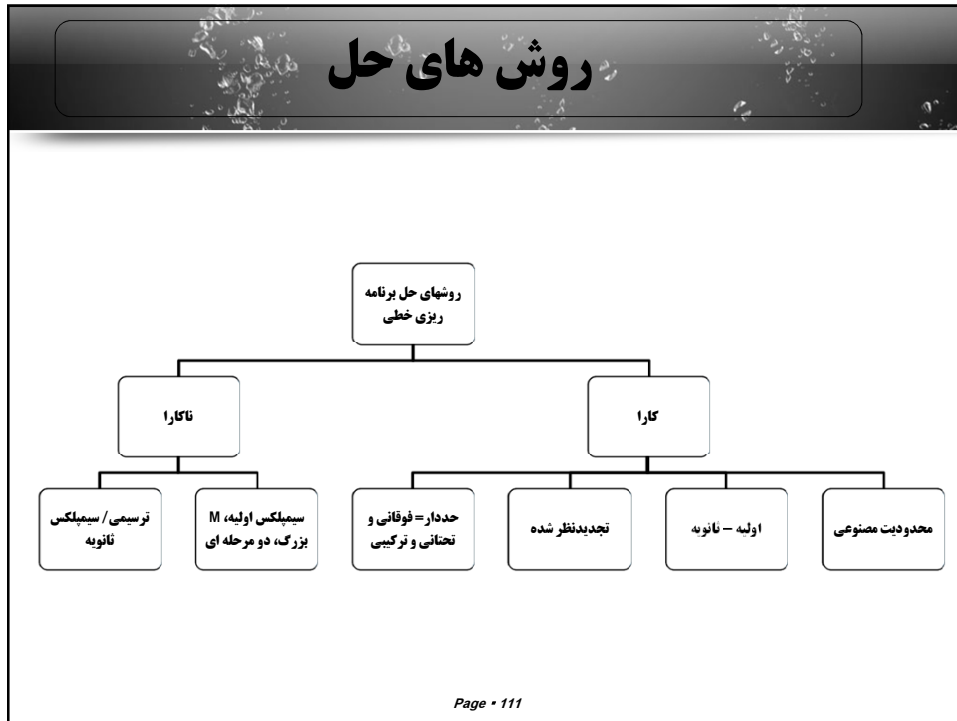 روش های حل
روشهای حل برنامه
ریزی خطی
کارا
ناکارا
محدودیت مصنوعی
اولیه – ثانویه
تجدیدنظر شده
حددار= فوقانی و
تحتانی و ترکیبی
سیمپلکس اولیه، M
بزرگ، دو مرحله ای
ترسیمی/ سیمپلکس
ثانویه
Page ▪ 111